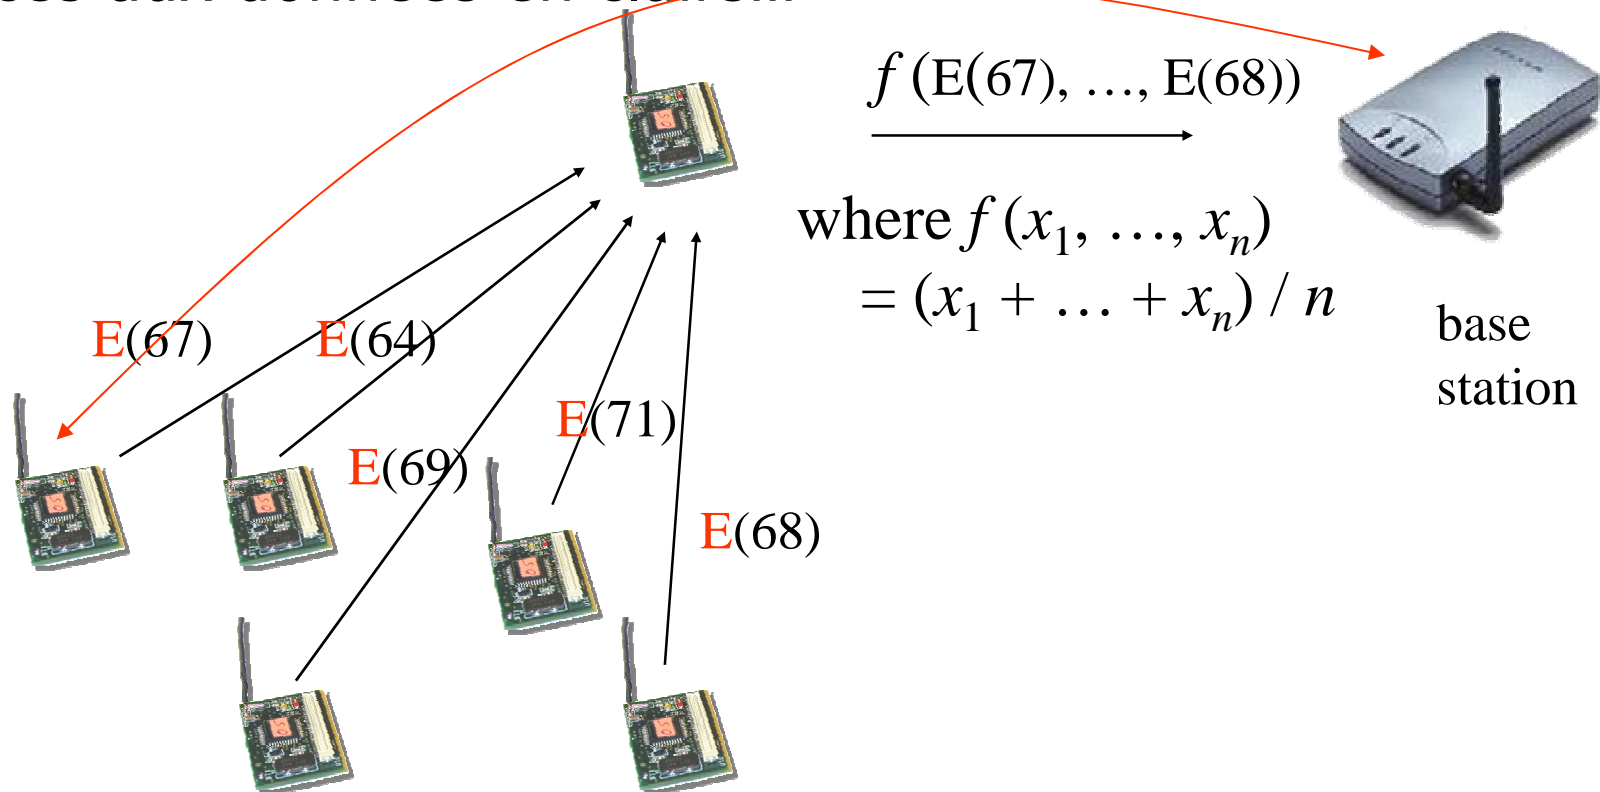 f (E(67), …, E(68))
where f (x1, …, xn)
= (x1 + … + xn) / n
base
station
E(67)
E(64)
E(71)
E(69)
E(68)